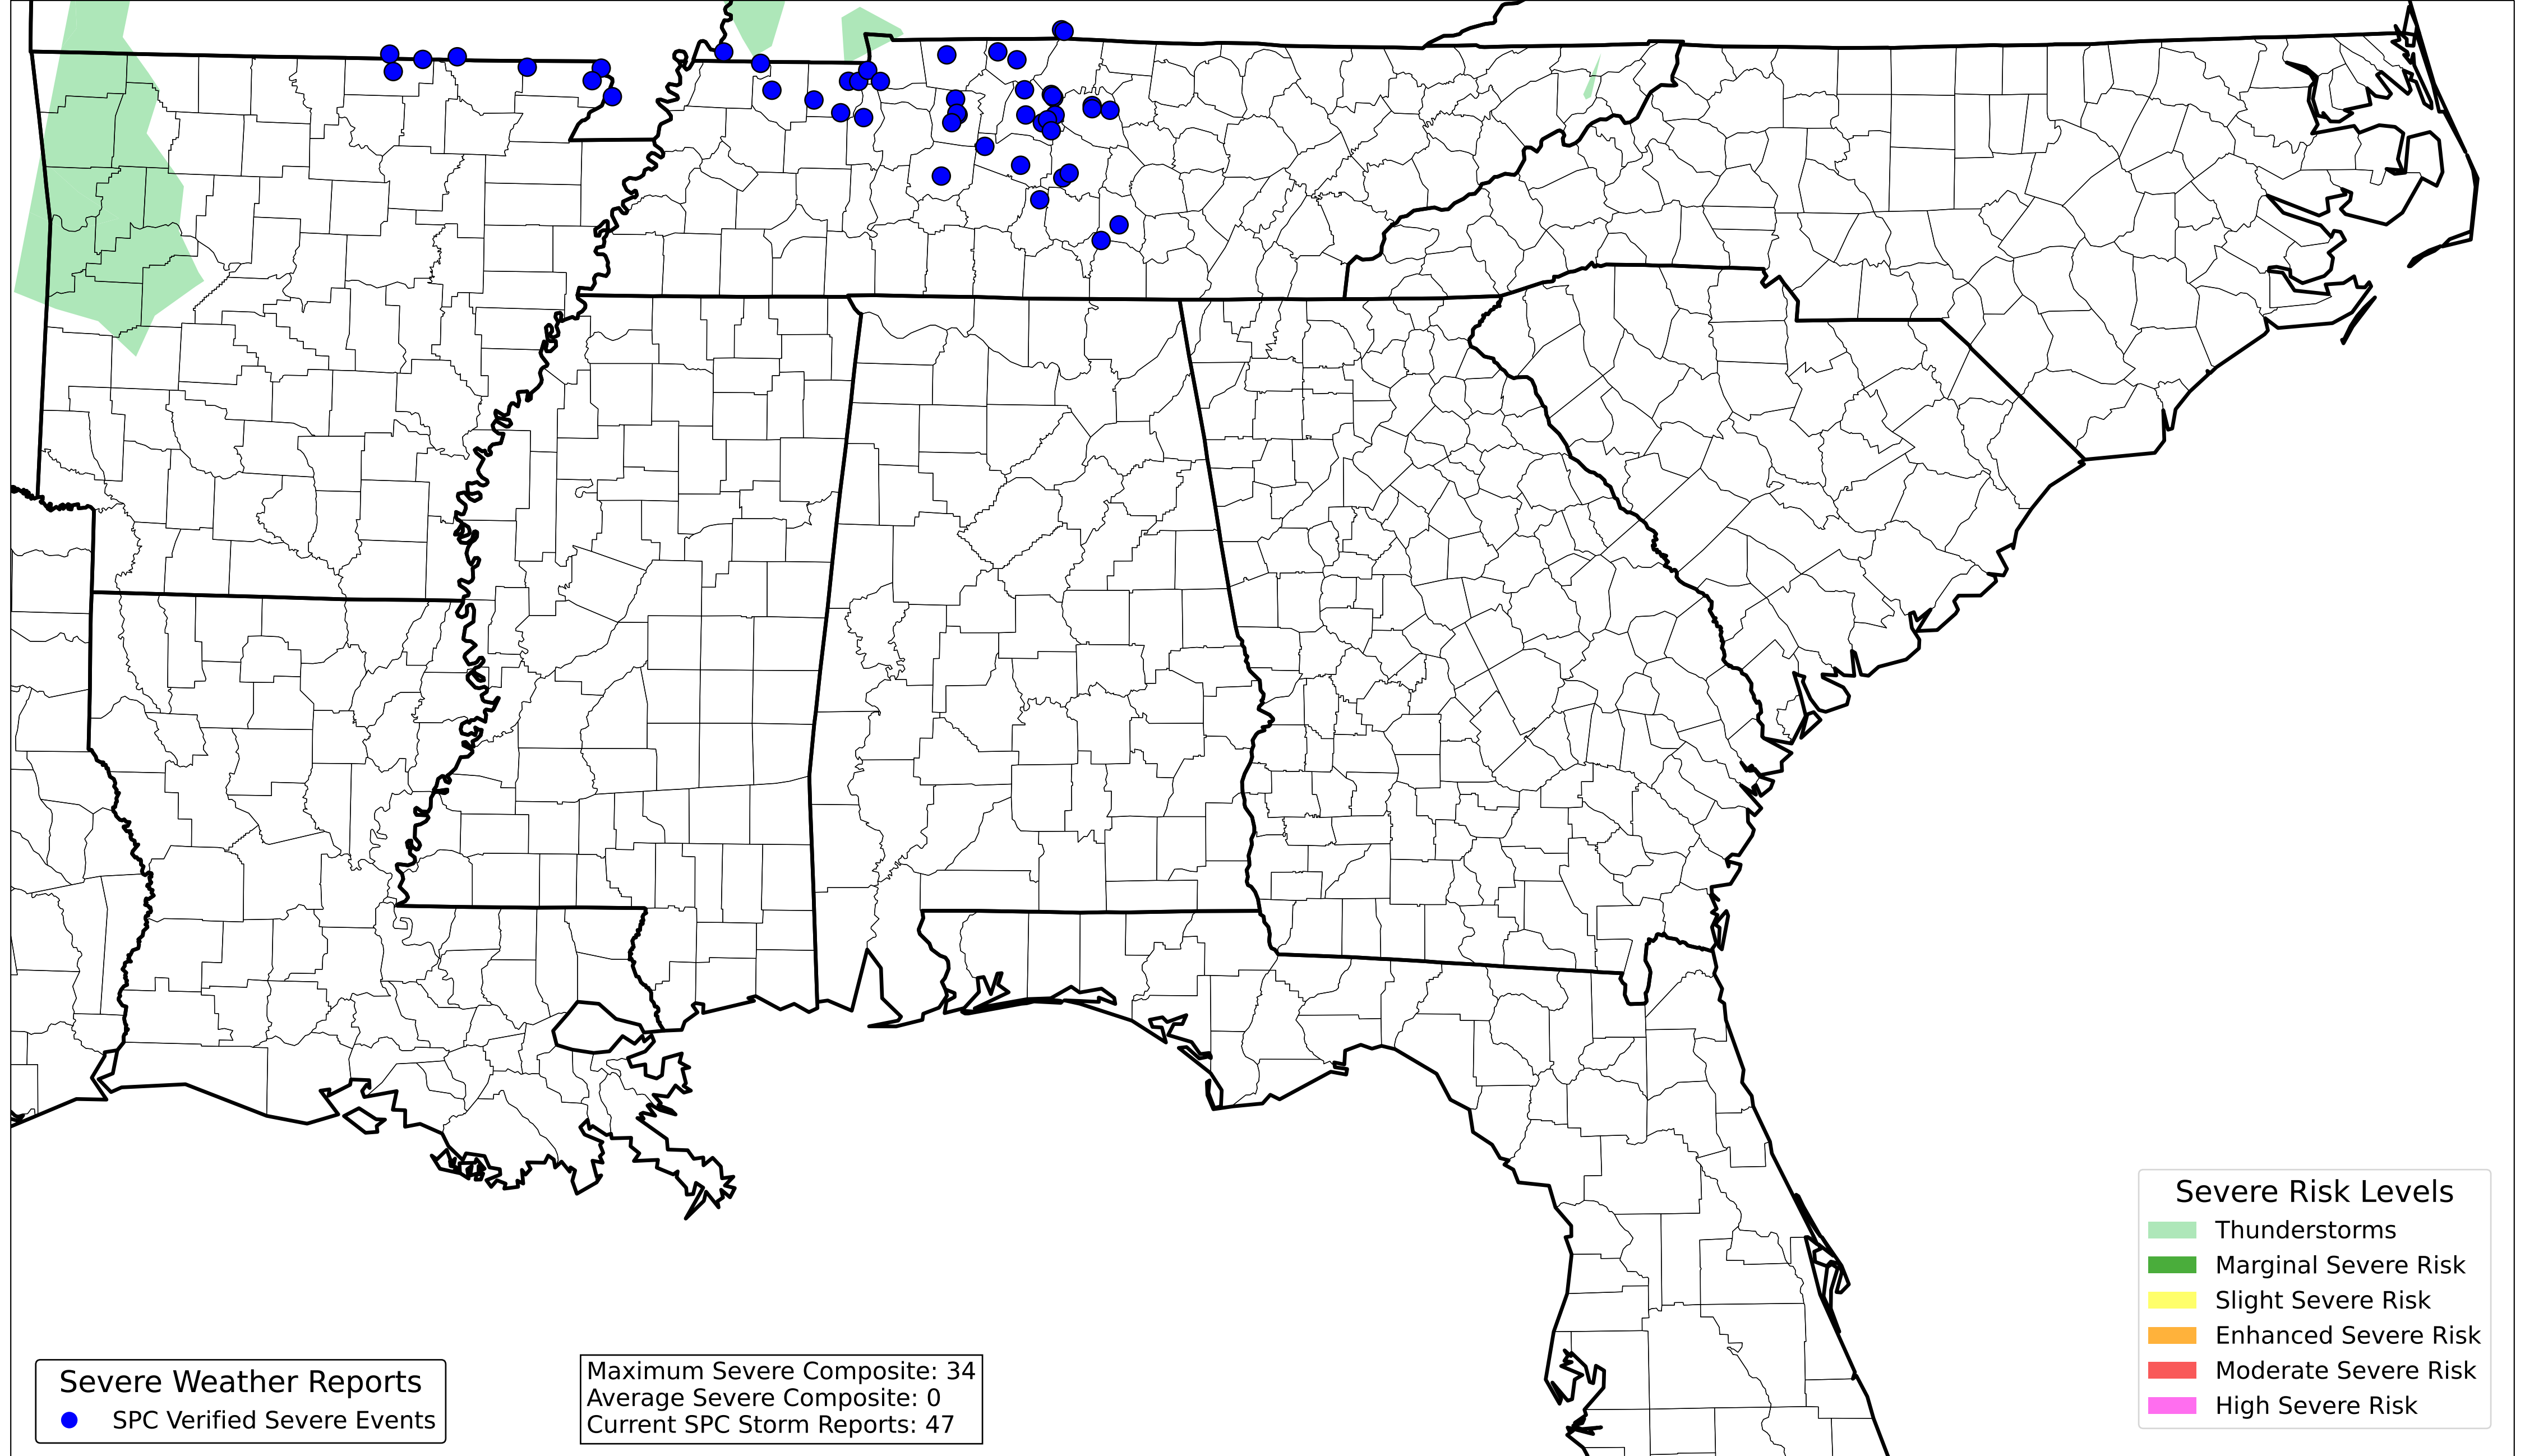 Severe Risk Levels
Thunderstorms
Marginal Severe Risk
Slight Severe Risk
Enhanced Severe Risk
Moderate Severe Risk
High Severe Risk
Severe Weather Reports
SPC Verified Severe Events
Maximum Severe Composite: 34
Average Severe Composite: 0
Current SPC Storm Reports: 47